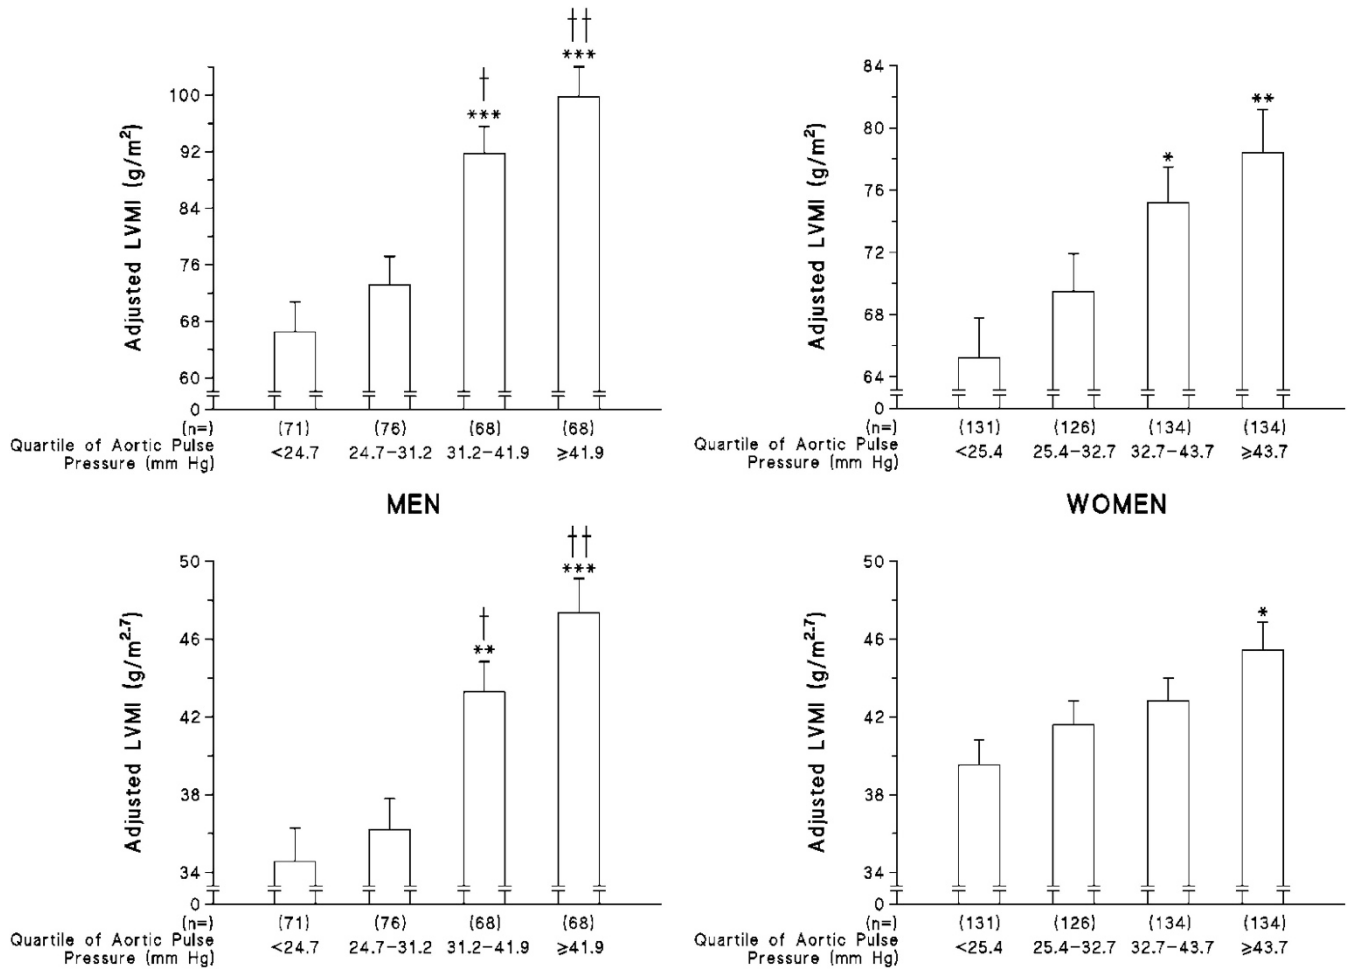 ††
***
†
***
Adjusted LVMI (g/m²)
100
92
84
76
68
60
0
(n=) (71) (76) (68) (68)
Quartile of Aortic Pulse
Pressure (mm Hg) <24.7 24.7–31.2 31.2–41.9 ≥41.9
**
*
Adjusted LVMI (g/m²)
84
80
76
72
68
64
0
(n=) (131) (126) (134) (134)
Quartile of Aortic Pulse
Pressure (mm Hg) <25.4 25.4–32.7 32.7–43.7 ≥43.7
MEN
WOMEN
††
***
†
**
Adjusted LVMI (g/m²·⁷)
50
46
42
38
34
0
(n=) (71) (76) (68) (68)
Quartile of Aortic Pulse
Pressure (mm Hg) <24.7 24.7–31.2 31.2–41.9 ≥41.9
*
Adjusted LVMI (g/m²·⁷)
50
46
42
38
34
0
(n=) (131) (126) (134) (134)
Quartile of Aortic Pulse
Pressure (mm Hg) <25.4 25.4–32.7 32.7–43.7 ≥43.7